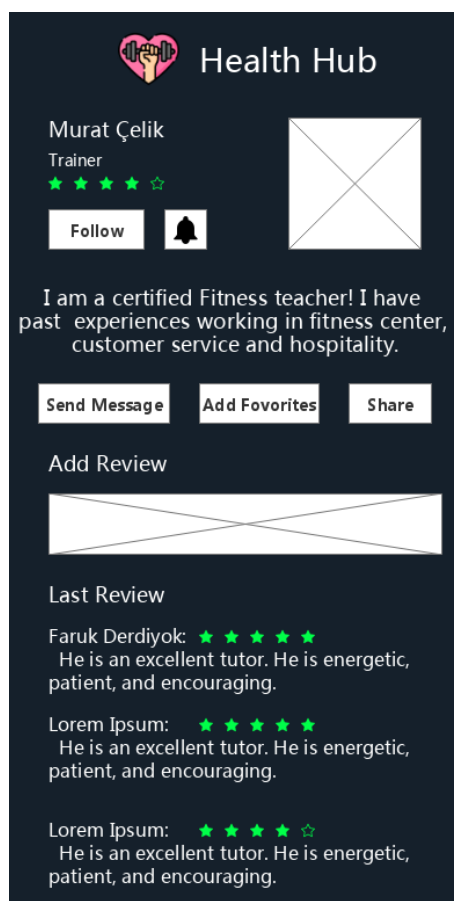 Health Hub
Murat Çelik
Trainer
Follow
I am a certified Fitness teacher! I have
past experiences working in fitness center,
customer service and hospitality.
Send Message
Add Fovorites
Share
Add Review
Last Review
Faruk Derdiyok:
He is an excellent tutor. He is energetic,
patient, and encouraging.
Lorem Ipsum:
He is an excellent tutor. He is energetic,
patient, and encouraging.
Lorem Ipsum:
He is an excellent tutor. He is energetic,
patient, and encouraging.